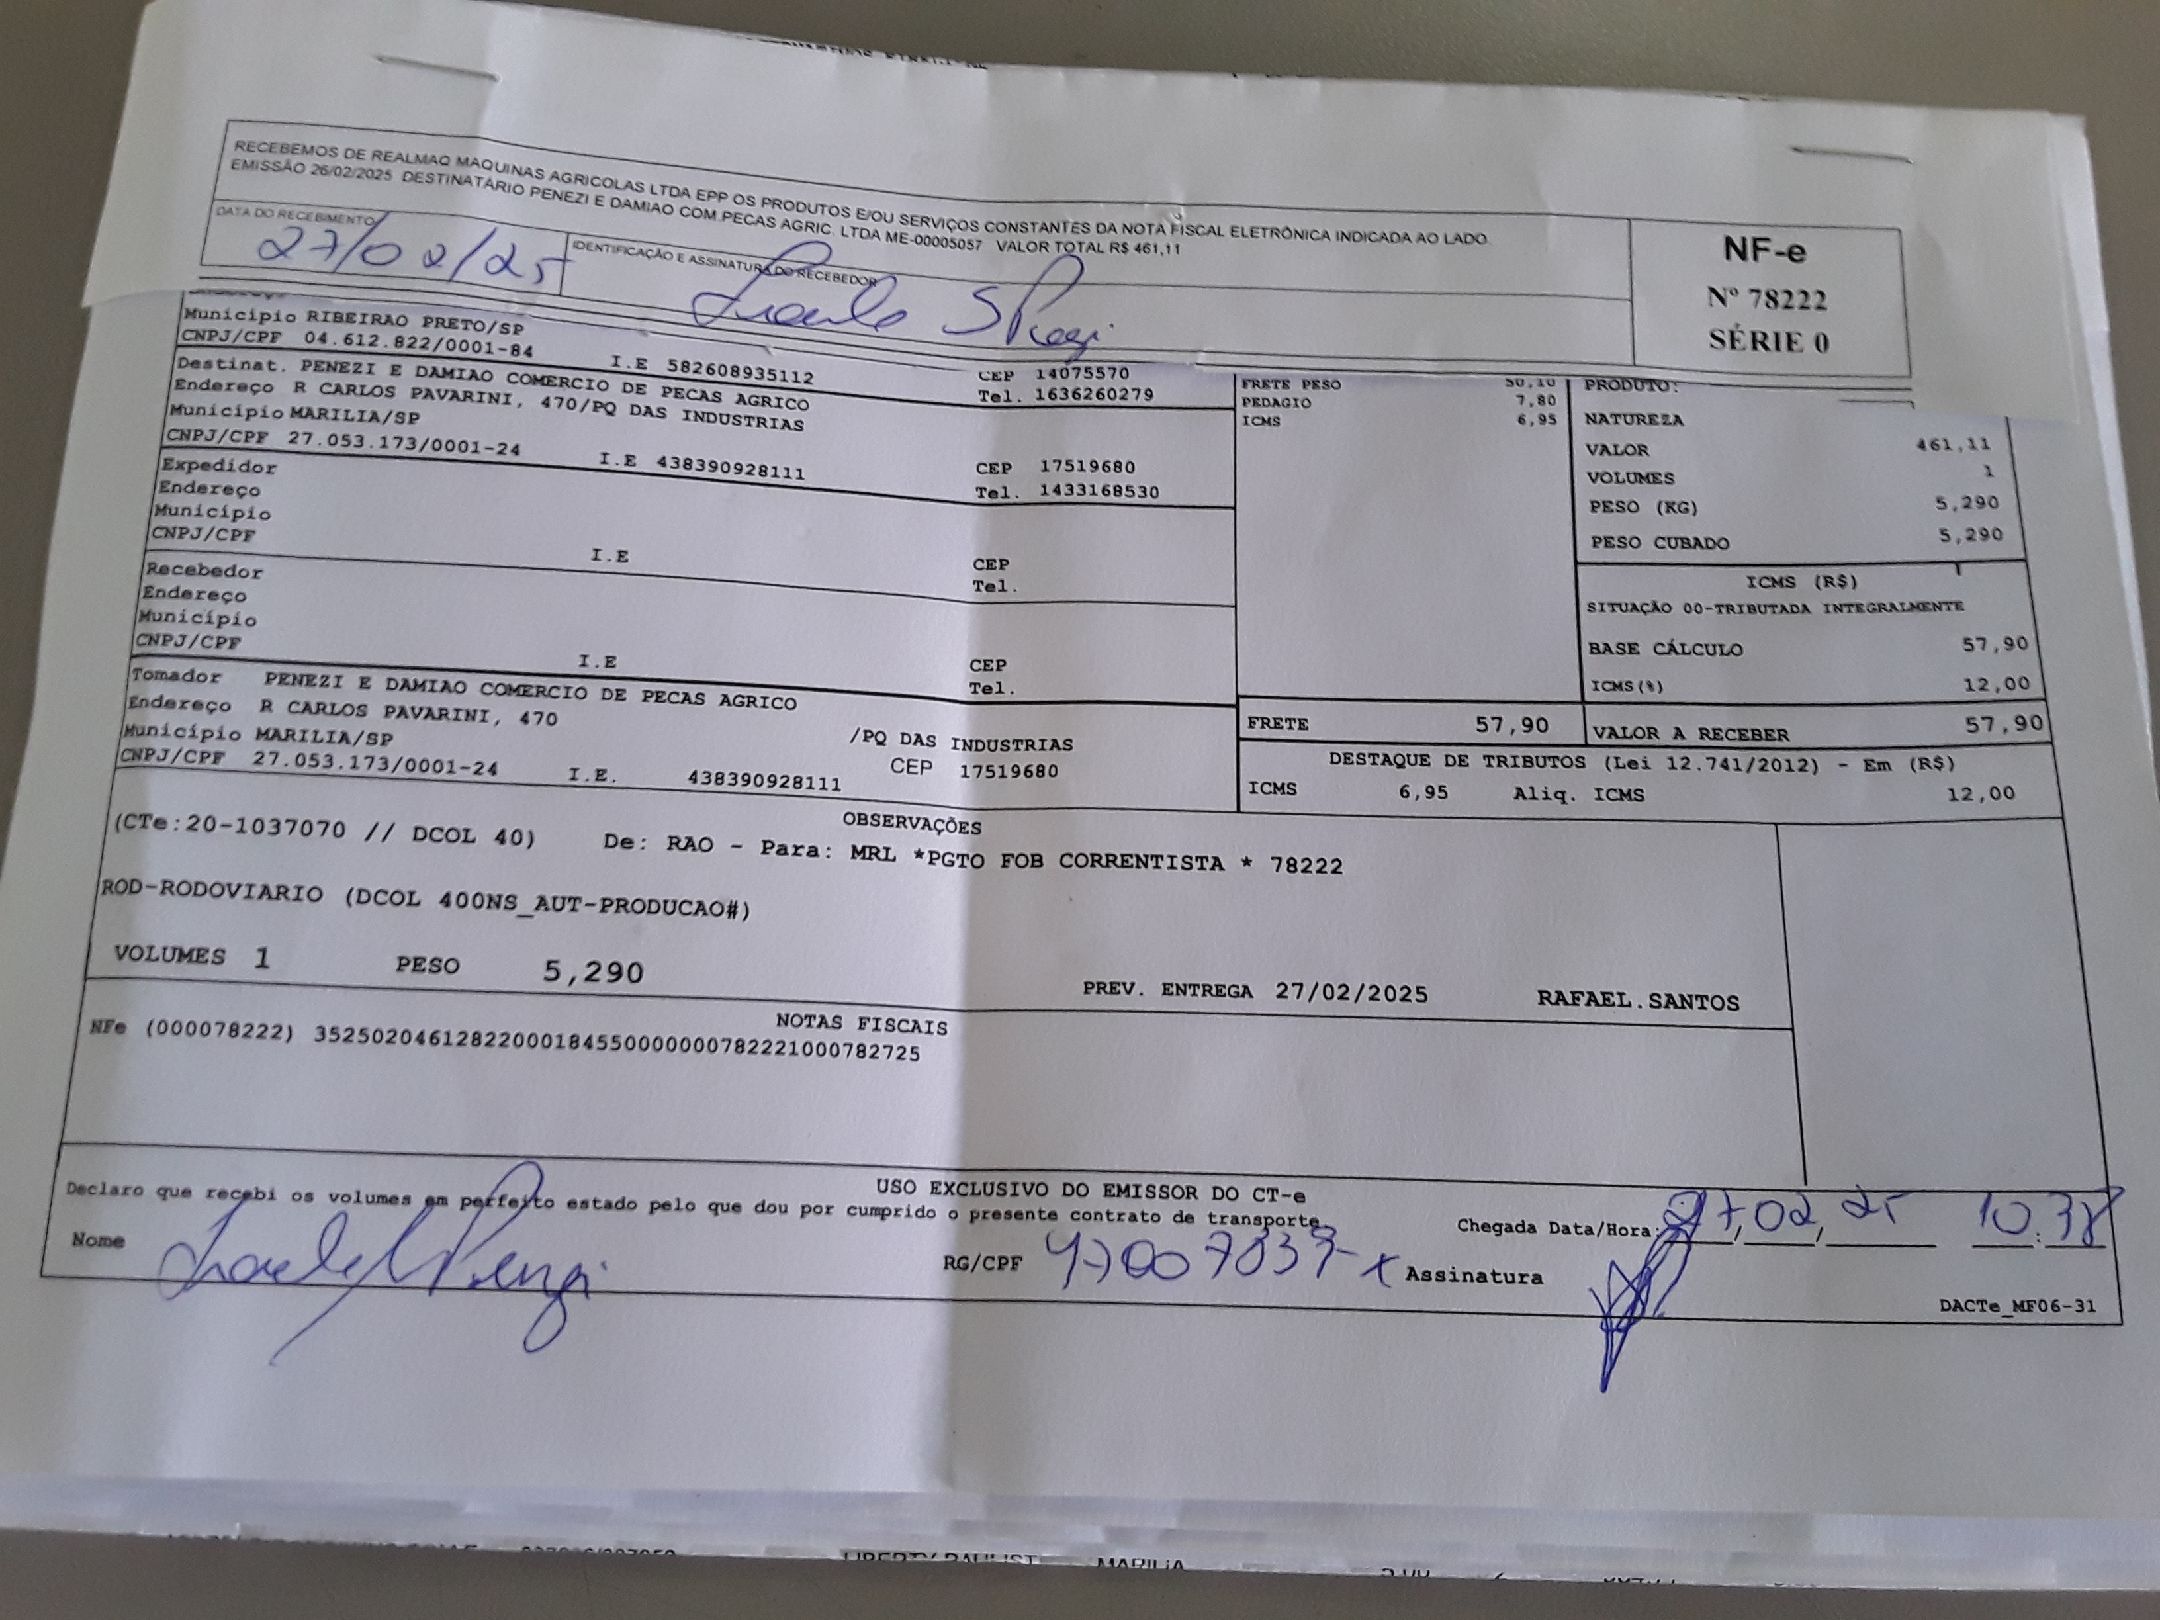 RECEBEMOS DE REALMAQ MAQUINAS AGRICOLAS LTDA EPP OS PRODUTOS E/OU SERVIÇOS CONSTANTES DA NOTA FISCAL ELETRÔNICA INDICADA AO LADO.
EMISSÃO 26/02/2025 DESTINATÁRIO PENEZI E DAMIAO COM.PECAS AGRIC. LTDA ME-00005057 VALOR TOTAL R$ 461,11
DATA DO RECEBIMENTO
27/02/25
IDENTIFICAÇÃO E ASSINATURA DO RECEBEDOR
NF-e
Nº 78222
SÉRIE 0
Município RIBEIRAO PRETO/SP
CEP 14075570
CNPJ/CPF 04.612.822/0001-84 I.E 582608935112 Tel. 1636260279
Destinat. PENEZI E DAMIAO COMERCIO DE PECAS AGRICO
Endereço R CARLOS PAVARINI, 470/PQ DAS INDUSTRIAS
Município MARILIA/SP CEP 17519680
CNPJ/CPF 27.053.173/0001-24 I.E 438390928111 Tel. 1433168530
Expedidor
Endereço
Município CEP
CNPJ/CPF I.E Tel.
Recebedor
Endereço
Município CEP
CNPJ/CPF I.E Tel.
Tomador PENEZI E DAMIAO COMERCIO DE PECAS AGRICO
Endereço R CARLOS PAVARINI, 470 /PQ DAS INDUSTRIAS
Município MARILIA/SP CEP 17519680
CNPJ/CPF 27.053.173/0001-24 I.E. 438390928111
FRETE PESO 50,10
PEDAGIO 7,80
ICMS 6,95
PRODUTO:
NATUREZA
VALOR 461,11
VOLUMES 1
PESO (KG) 5,290
PESO CUBADO 5,290
ICMS (R$)
SITUAÇÃO 00-TRIBUTADA INTEGRALMENTE
BASE CÁLCULO 57,90
ICMS(%) 12,00
FRETE 57,90 VALOR A RECEBER 57,90
DESTAQUE DE TRIBUTOS (Lei 12.741/2012) - Em (R$)
ICMS 6,95 Aliq. ICMS 12,00
OBSERVAÇÕES
(CTe:20-1037070 // DCOL 40) De: RAO - Para: MRL *PGTO FOB CORRENTISTA * 78222
ROD-RODOVIARIO (DCOL 400NS_AUT-PRODUCAO#)
VOLUMES 1 PESO 5,290 PREV. ENTREGA 27/02/2025 RAFAEL.SANTOS
NOTAS FISCAIS
NFe (000078222) 35250204612822000184550000000782221000782725
USO EXCLUSIVO DO EMISSOR DO CT-e
Declaro que recebi os volumes em perfeito estado pelo que dou por cumprido o presente contrato de transporte
Chegada Data/Hora: 27/02/25 10:38
Nome RG/CPF Assinatura
DACTe_MF06-31
MARILIA